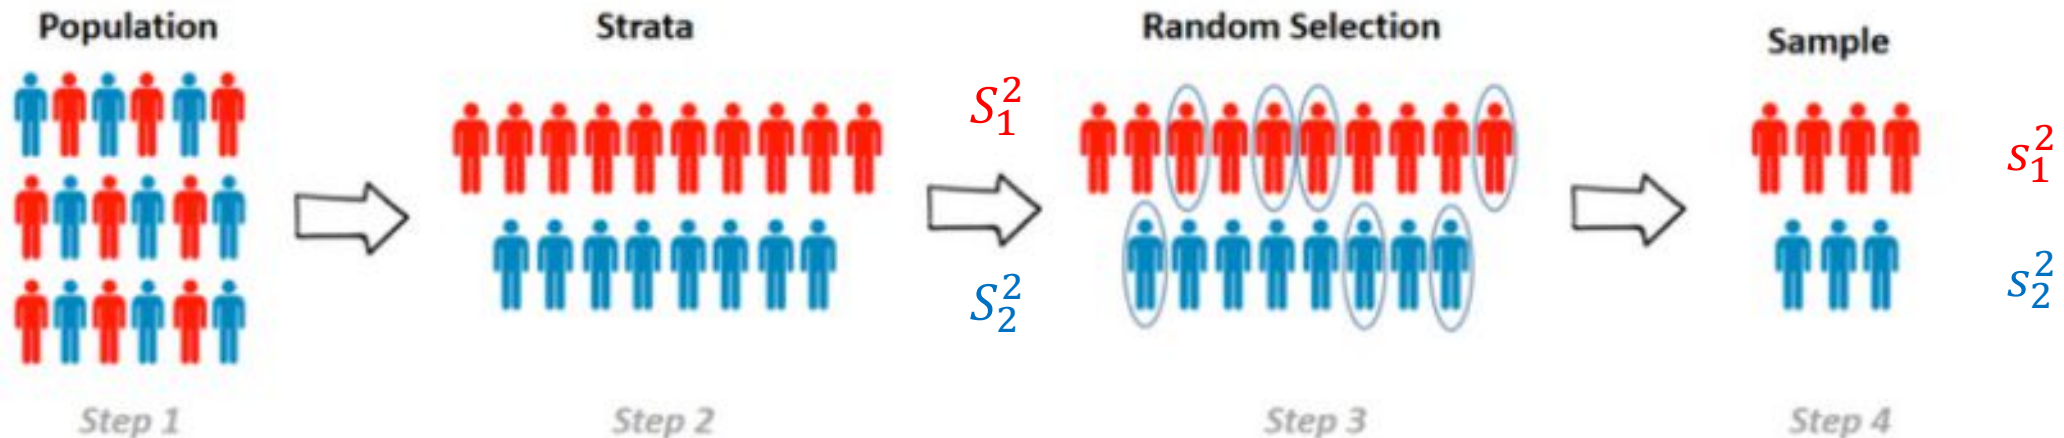 Population
Strata
Random Selection
Sample
S₁²
S₂²
s₁²
s₂²
Step 1
Step 2
Step 3
Step 4